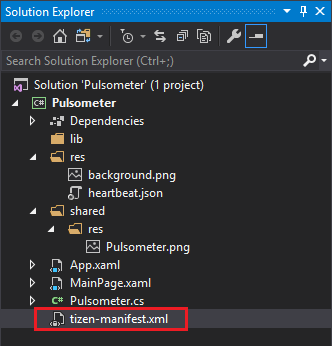 Solution Explorer
Search Solution Explorer (Ctrl+;)
Solution 'Pulsometer' (1 project)
C# Pulsometer
Dependencies
lib
res
background.png
heartbeat.json
shared
res
Pulsometer.png
App.xaml
MainPage.xaml
C# Pulsometer.cs
tizen-manifest.xml